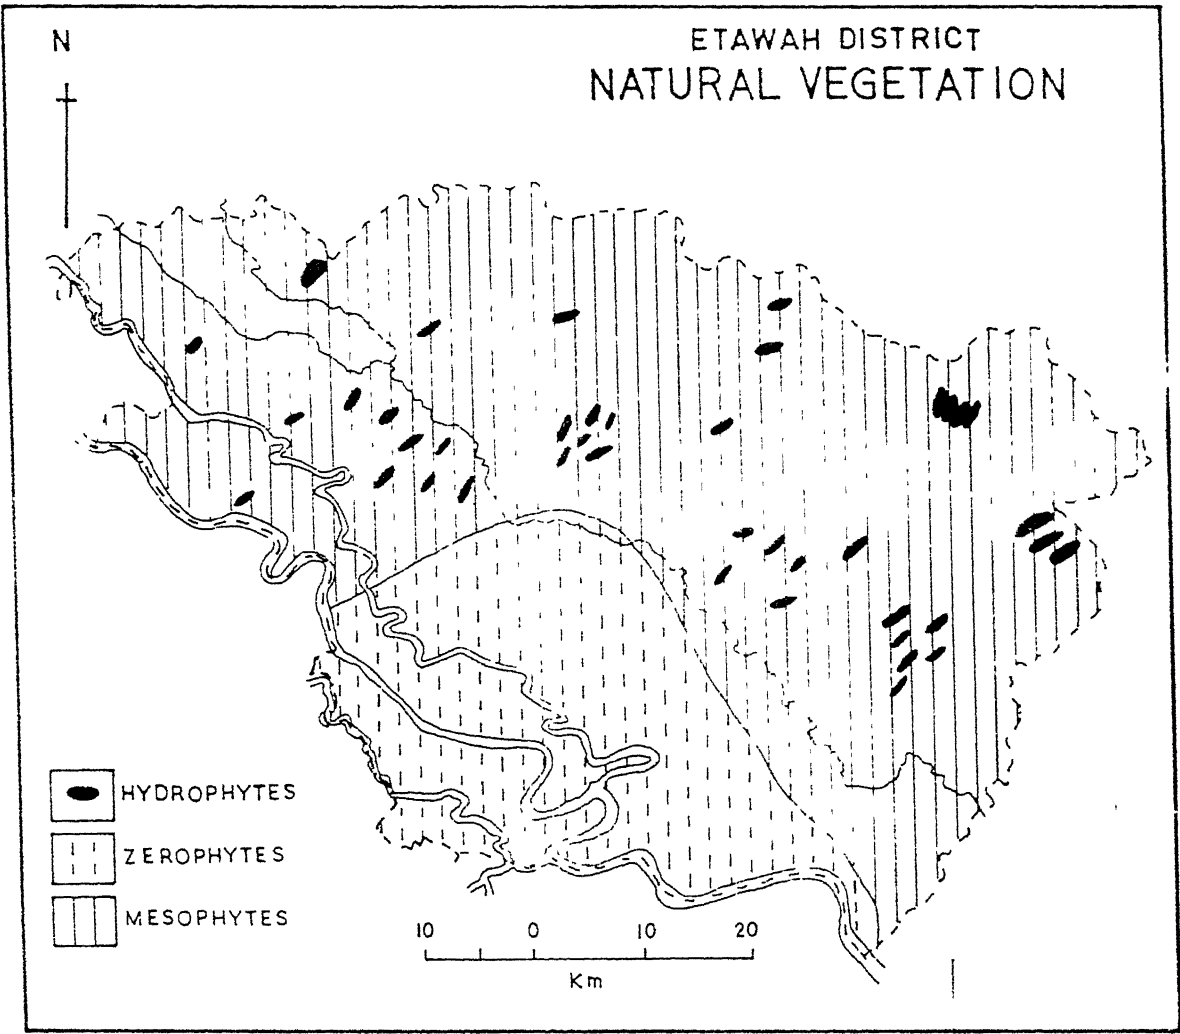 N
ETAWAH DISTRICT
NATURAL VEGETATION
HYDROPHYTES
ZEROPHYTES
MESOPHYTES
10 0 10 20
Km